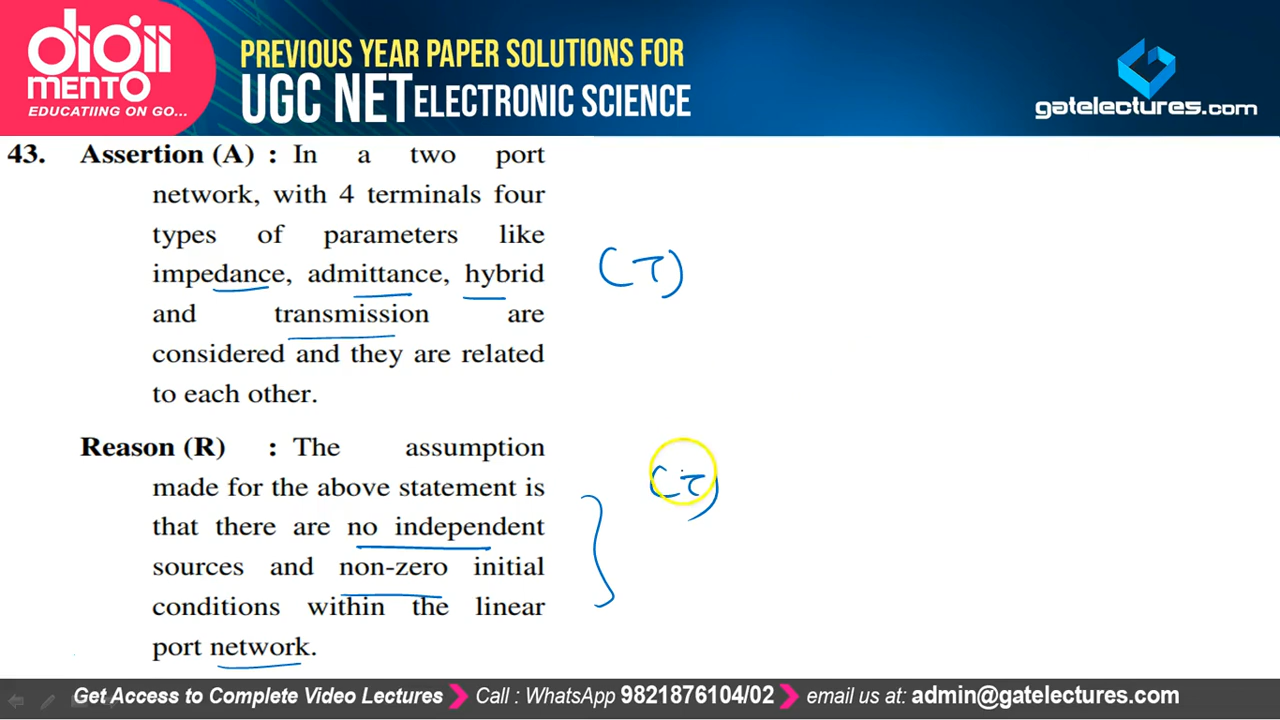 dioii
mento
EDUCATIING ON GO...
PREVIOUS YEAR PAPER SOLUTIONS FOR
UGC NET ELECTRONIC SCIENCE
gatelectures.com
43. Assertion (A) : In a two port
network, with 4 terminals four
types of parameters like
impedance, admittance, hybrid
and transmission are
considered and they are related
to each other.
(T)
Reason (R) : The assumption
made for the above statement is
that there are no independent
sources and non-zero initial
conditions within the linear
port network.
(T)
Get Access to Complete Video Lectures Call : WhatsApp 9821876104/02 email us at: admin@gatelectures.com